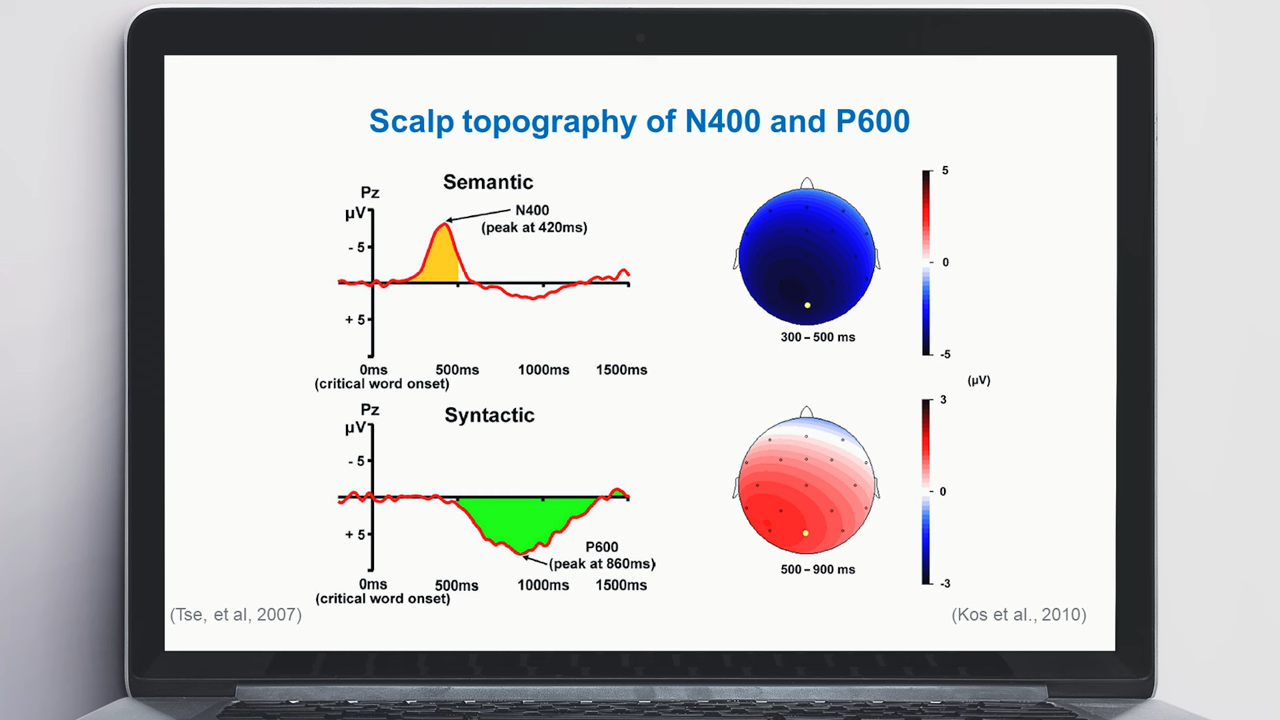 Scalp topography of N400 and P600
Semantic
Pz
μV
- 5
+ 5
N400
(peak at 420ms)
0ms
500ms
1000ms
1500ms
(critical word onset)
5
0
-5
300 – 500 ms
(μV)
Syntactic
Pz
μV
- 5
+ 5
P600
(peak at 860ms)
0ms
500ms
1000ms
1500ms
(critical word onset)
3
0
-3
500 – 900 ms
(Tse, et al, 2007)
(Kos et al., 2010)